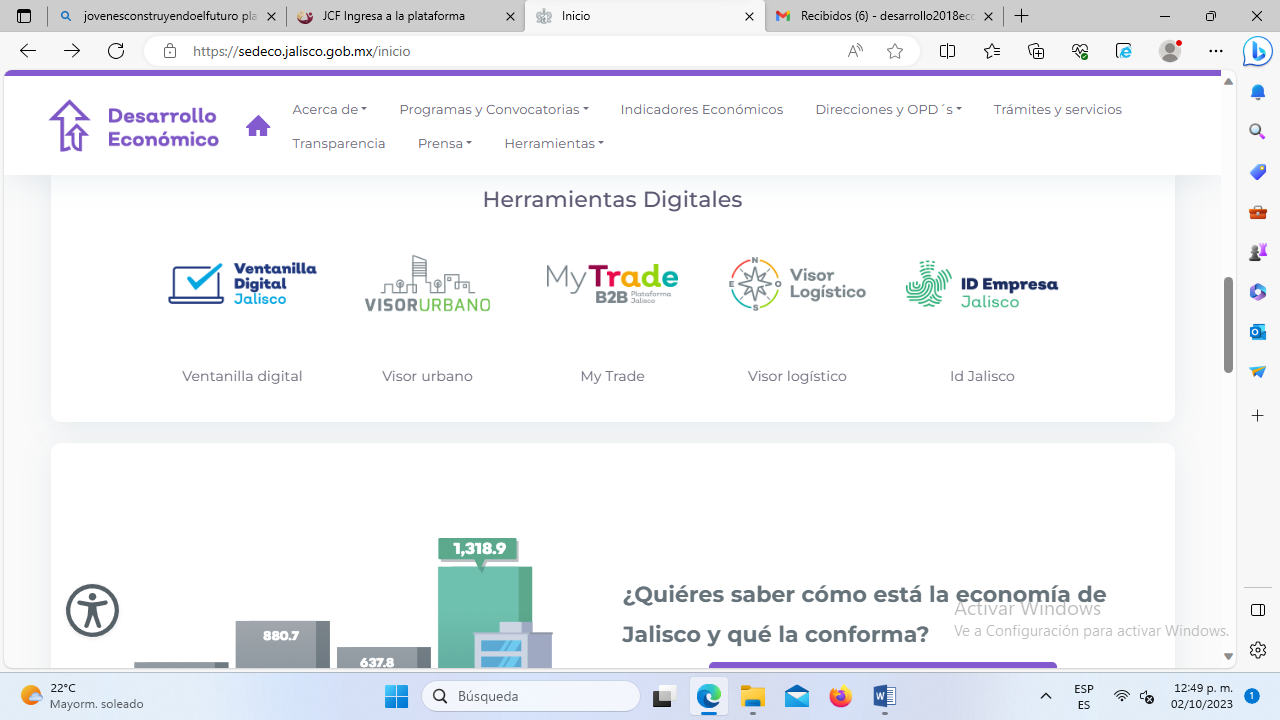 jovenesconstruyendoelfuturo pla
JCF Ingresa a la plataforma
Inicio
Recibidos (6) - desrrollo2018ecc
https://sedeco.jalisco.gob.mx/inicio
Desarrollo
Económico
Acerca de
Programas y Convocatorias
Indicadores Económicos
Direcciones y OPD´s
Trámites y servicios
Transparencia
Prensa
Herramientas
Herramientas Digitales
Ventanilla
Digital
Jalisco
VISORURBANO
MyTrade
B2B Plataforma
Jalisco
N
E
O
S
Visor
Logístico
ID Empresa
Jalisco
Ventanilla digital
Visor urbano
My Trade
Visor logístico
Id Jalisco
1,318.9
880.7
637.8
¿Quiéres saber cómo está la economía de
Jalisco y qué la conforma?
Activar Windows
Ve a Configuración para activar Windows.
22°C
Mayorm. soleado
Búsqueda
ESP
ES
12:49 p. m.
02/10/2023
1